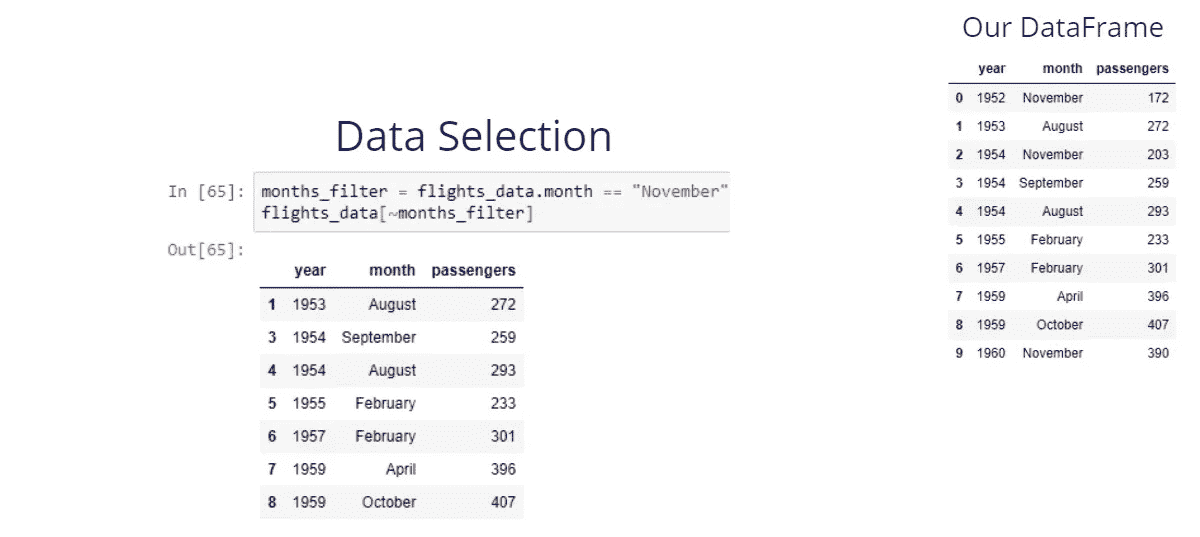 Data Selection
In [65]: months_filter = flights_data.month == "November"
flights_data[~months_filter]
Out[65]:
year month passengers
1 1953 August 272
3 1954 September 259
4 1954 August 293
5 1955 February 233
6 1957 February 301
7 1959 April 396
8 1959 October 407
Our DataFrame
year month passengers
0 1952 November 172
1 1953 August 272
2 1954 November 203
3 1954 September 259
4 1954 August 293
5 1955 February 233
6 1957 February 301
7 1959 April 396
8 1959 October 407
9 1960 November 390